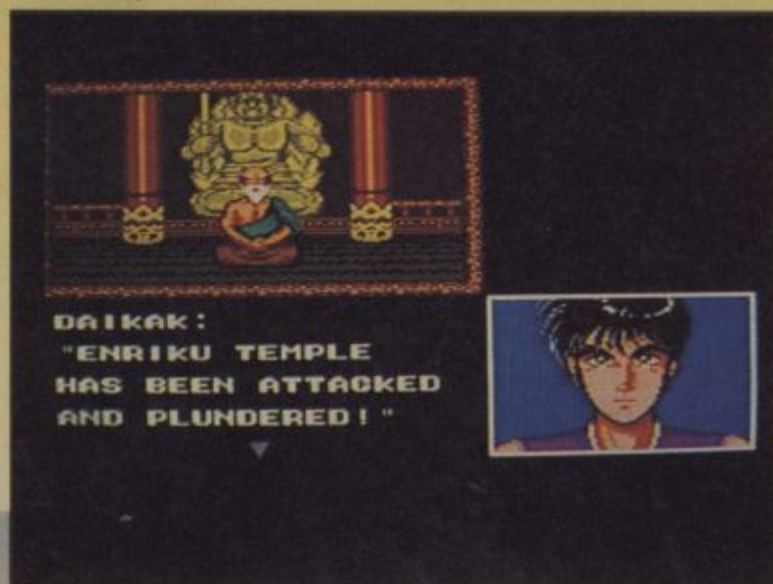 DAIKAK:
"ENRIKU TEMPLE
HAS BEEN ATTACKED
AND PLUNDERED!"